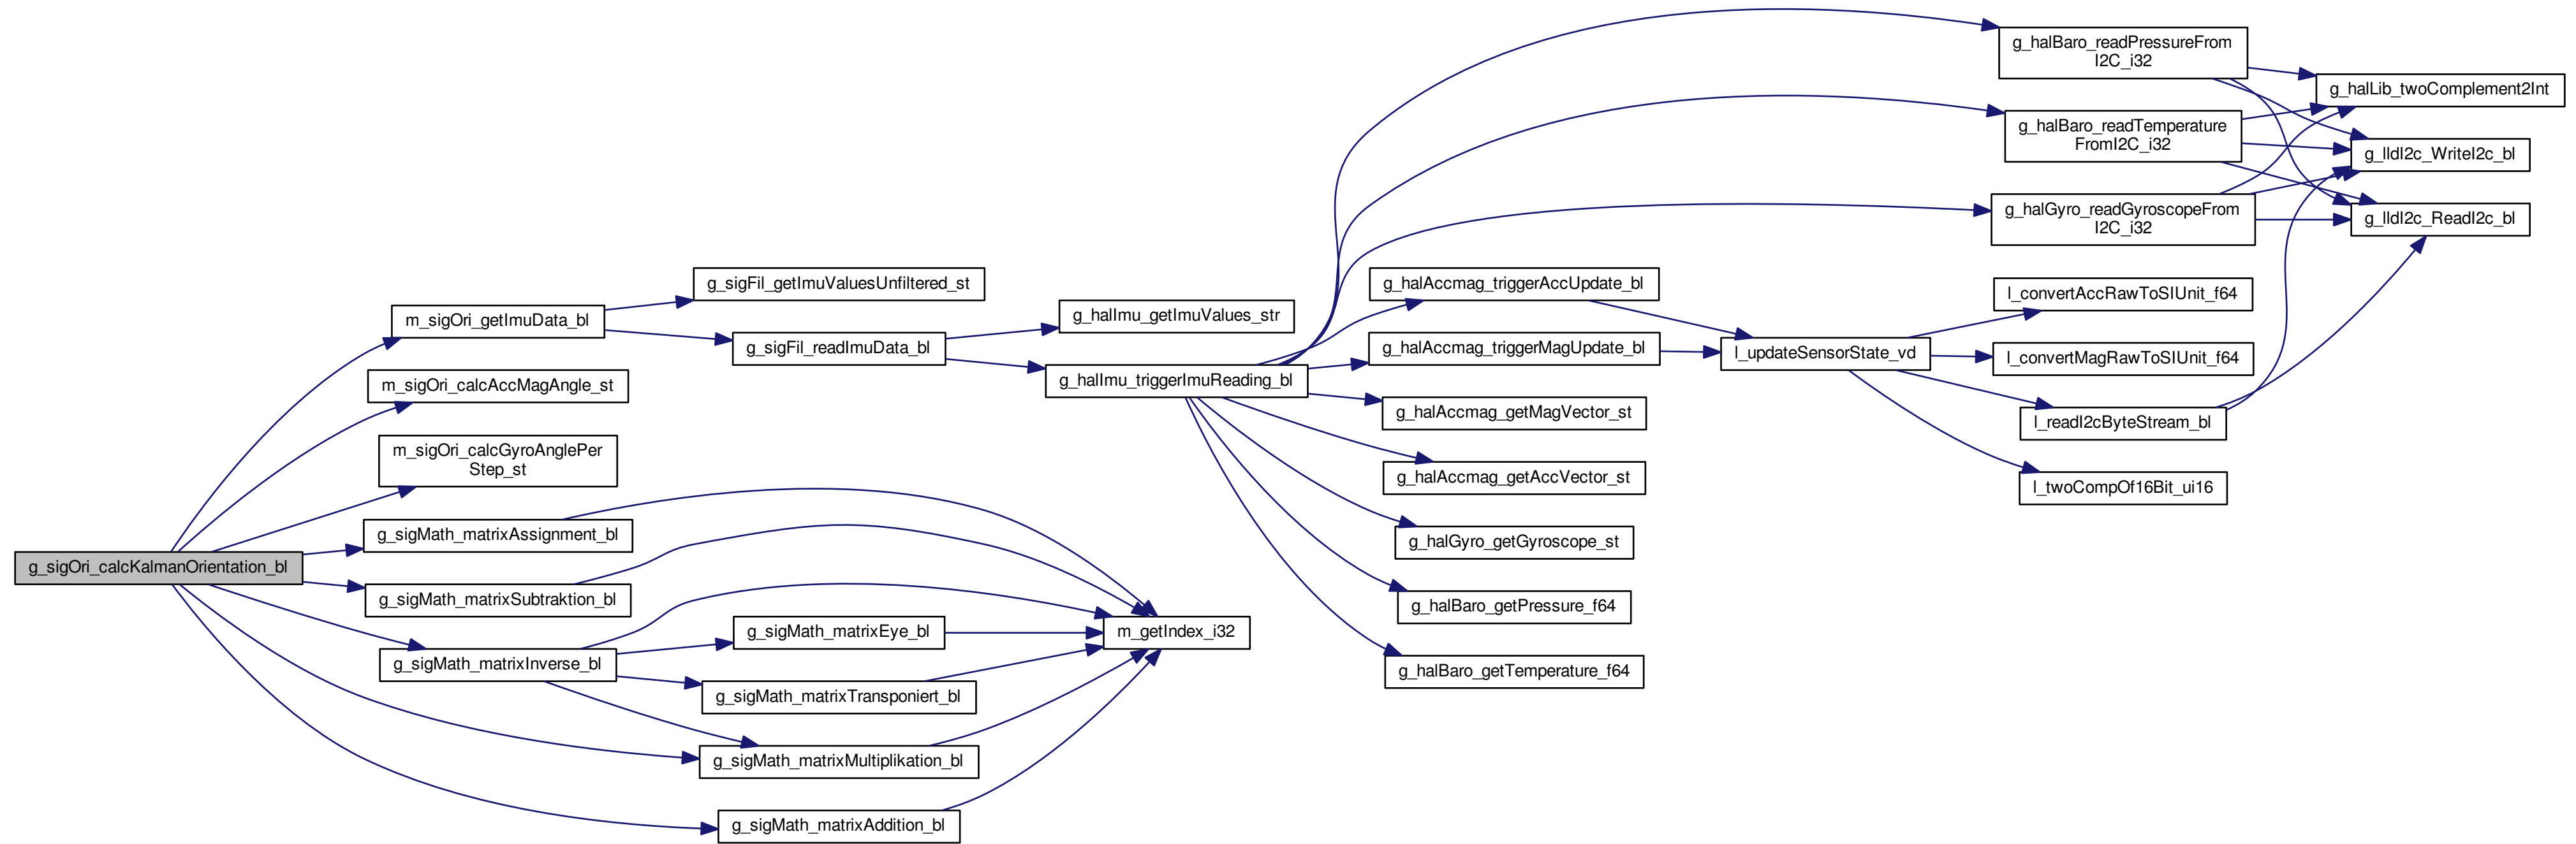 g_sigOri_calcKalmanOrientation_bl
m_sigOri_getImuData_bl
m_sigOri_calcAccMagAngle_st
m_sigOri_calcGyroAnglePer
Step_st
g_sigMath_matrixAssignment_bl
g_sigMath_matrixSubtraktion_bl
g_sigMath_matrixInverse_bl
g_sigFil_getImuValuesUnfiltered_st
g_sigFil_readImuData_bl
g_sigMath_matrixEye_bl
g_sigMath_matrixTransponiert_bl
g_sigMath_matrixMultiplikation_bl
g_sigMath_matrixAddition_bl
g_halImu_getImuValues_str
g_halImu_triggerImuReading_bl
m_getIndex_i32
g_halAccmag_triggerAccUpdate_bl
g_halAccmag_triggerMagUpdate_bl
g_halAccmag_getMagVector_st
g_halAccmag_getAccVector_st
g_halGyro_getGyroscope_st
g_halBaro_getPressure_f64
g_halBaro_getTemperature_f64
l_updateSensorState_vd
g_halBaro_readPressureFrom
I2C_i32
g_halBaro_readTemperature
FromI2C_i32
g_halGyro_readGyroscopeFrom
I2C_i32
l_convertAccRawToSIUnit_f64
l_convertMagRawToSIUnit_f64
l_readI2cByteStream_bl
l_twoCompOf16Bit_ui16
g_halLib_twoComplement2Int
g_lldI2c_WriteI2c_bl
g_lldI2c_ReadI2c_bl